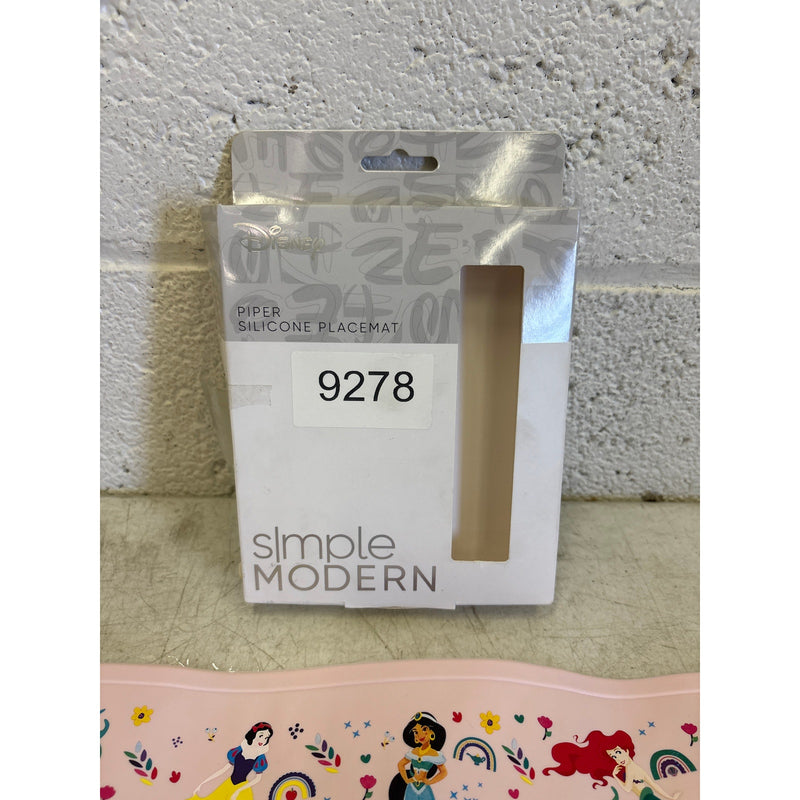 Disney
PIPER
SILICONE PLACEMAT
9278
simple
MODERN